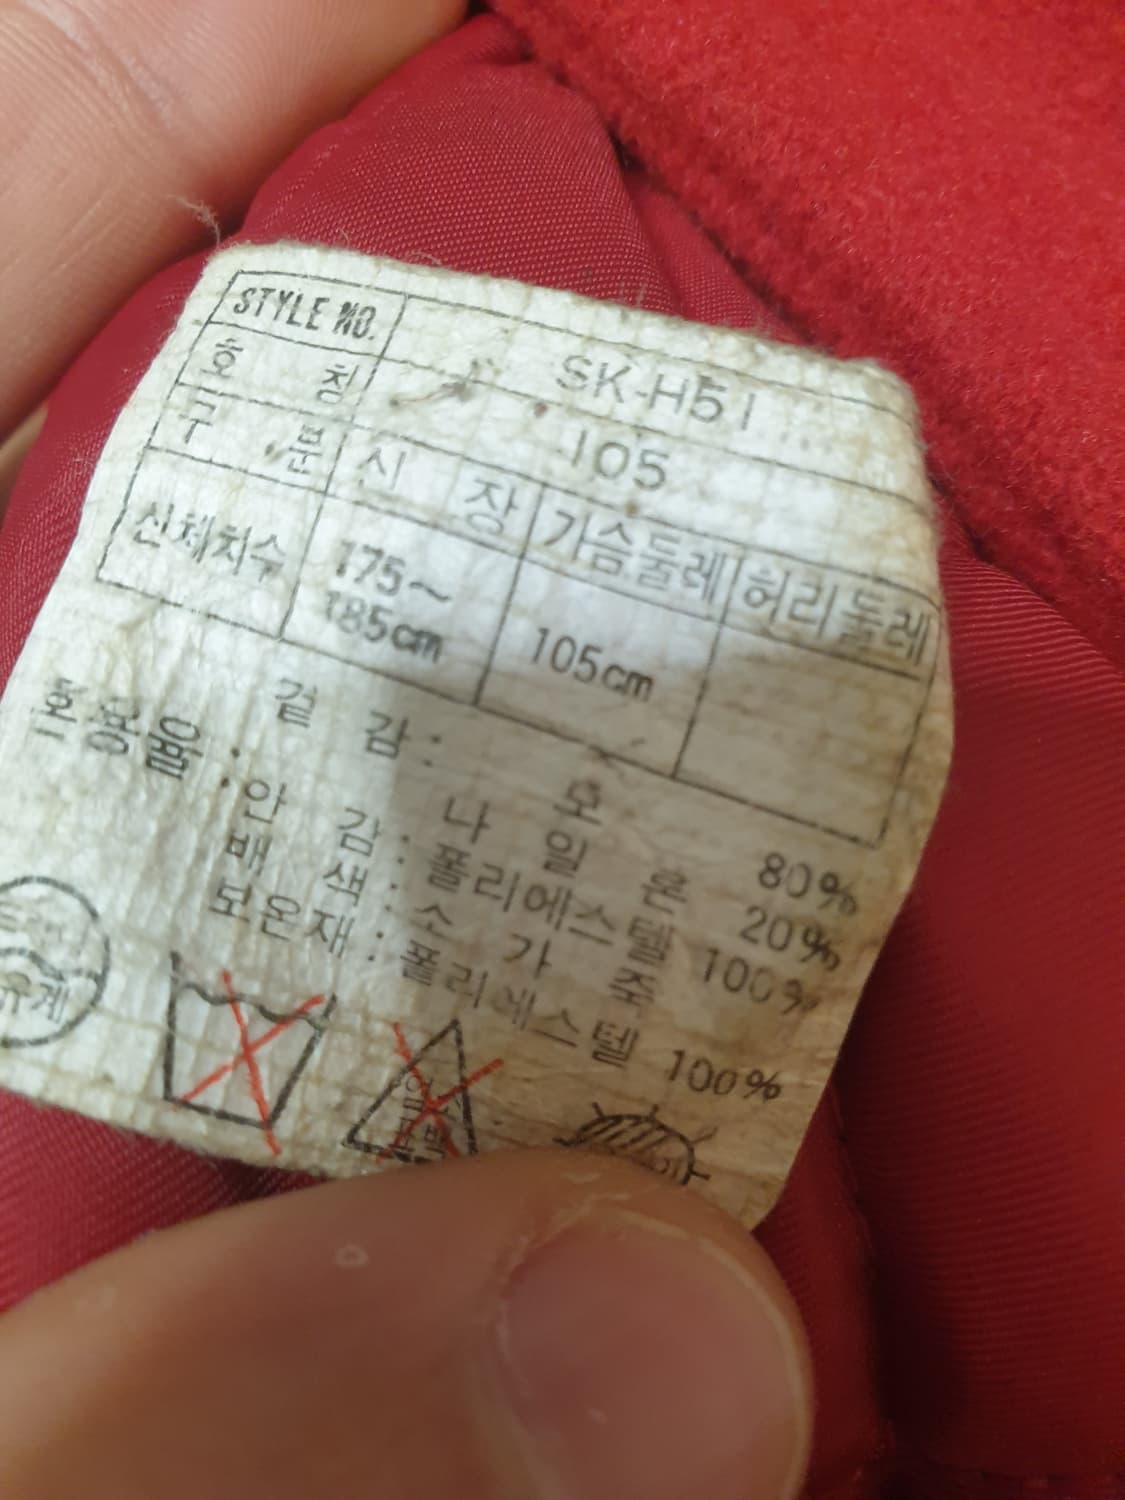 STYLE NO. SK-H51
호 칭 105
구 분 신 장 가슴둘레 허리둘레
신체치수 175~185cm 105cm
혼용율 : 겉 감 : 모 80%
나 일 론 20%
안 감 : 폴리에스텔 100%
배 색 : 소 가 죽
보온재 : 폴리에스텔 100%
유계